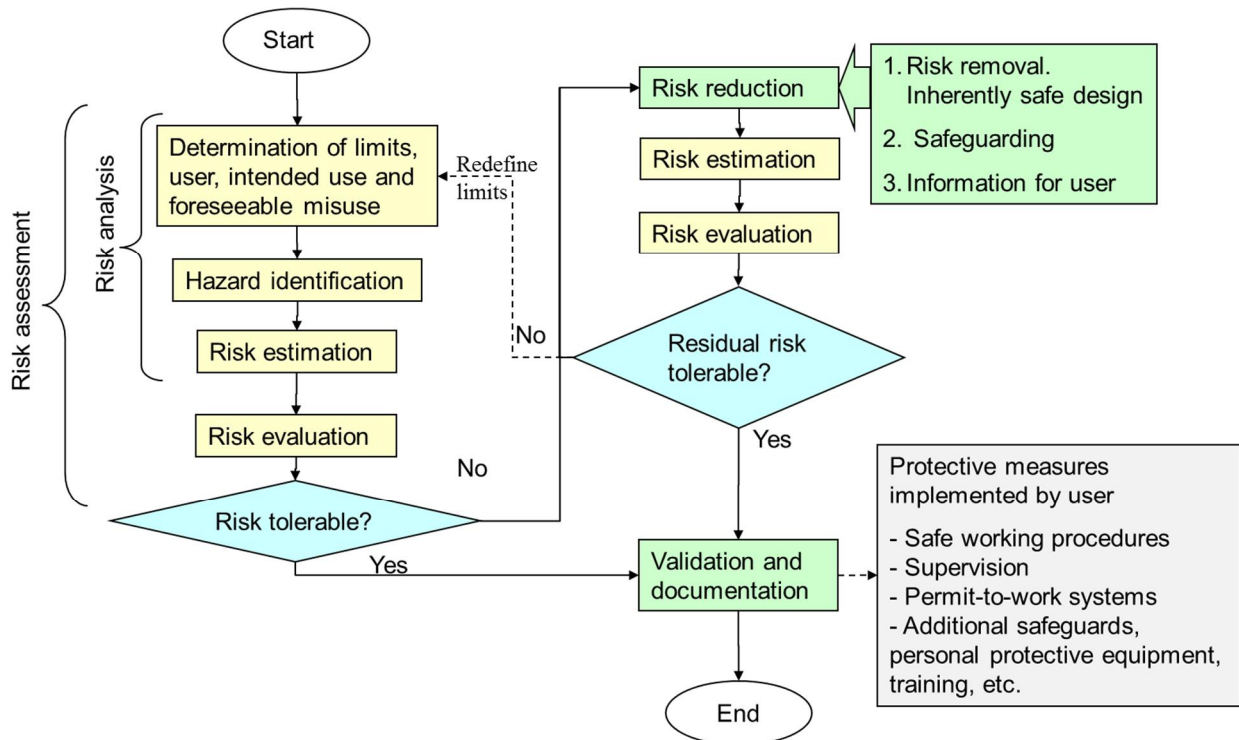 Start
Risk assessment
Risk analysis
Determination of limits,
user, intended use and
foreseeable misuse
Hazard identification
Risk estimation
Risk evaluation
Risk tolerable?
No
Yes
Redefine
limits
Risk reduction
1. Risk removal.
Inherently safe design
2. Safeguarding
3. Information for user
Risk estimation
Risk evaluation
Residual risk
tolerable?
No
Yes
Validation and
documentation
Protective measures
implemented by user
- Safe working procedures
- Supervision
- Permit-to-work systems
- Additional safeguards,
personal protective equipment,
training, etc.
End